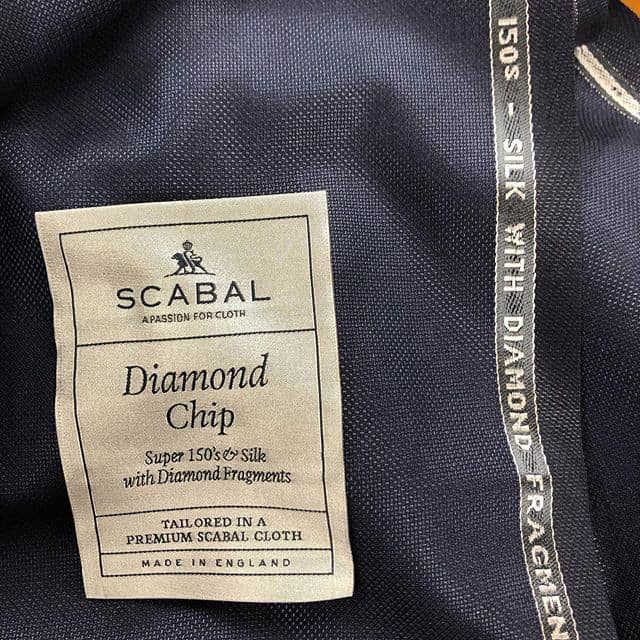 SCABAL
A PASSION FOR CLOTH
Diamond
Chip
Super 150's & Silk
with Diamond Fragments
TAILORED IN A
PREMIUM SCABAL CLOTH
MADE IN ENGLAND
150s - SILK WITH DIAMOND FRAGMEN